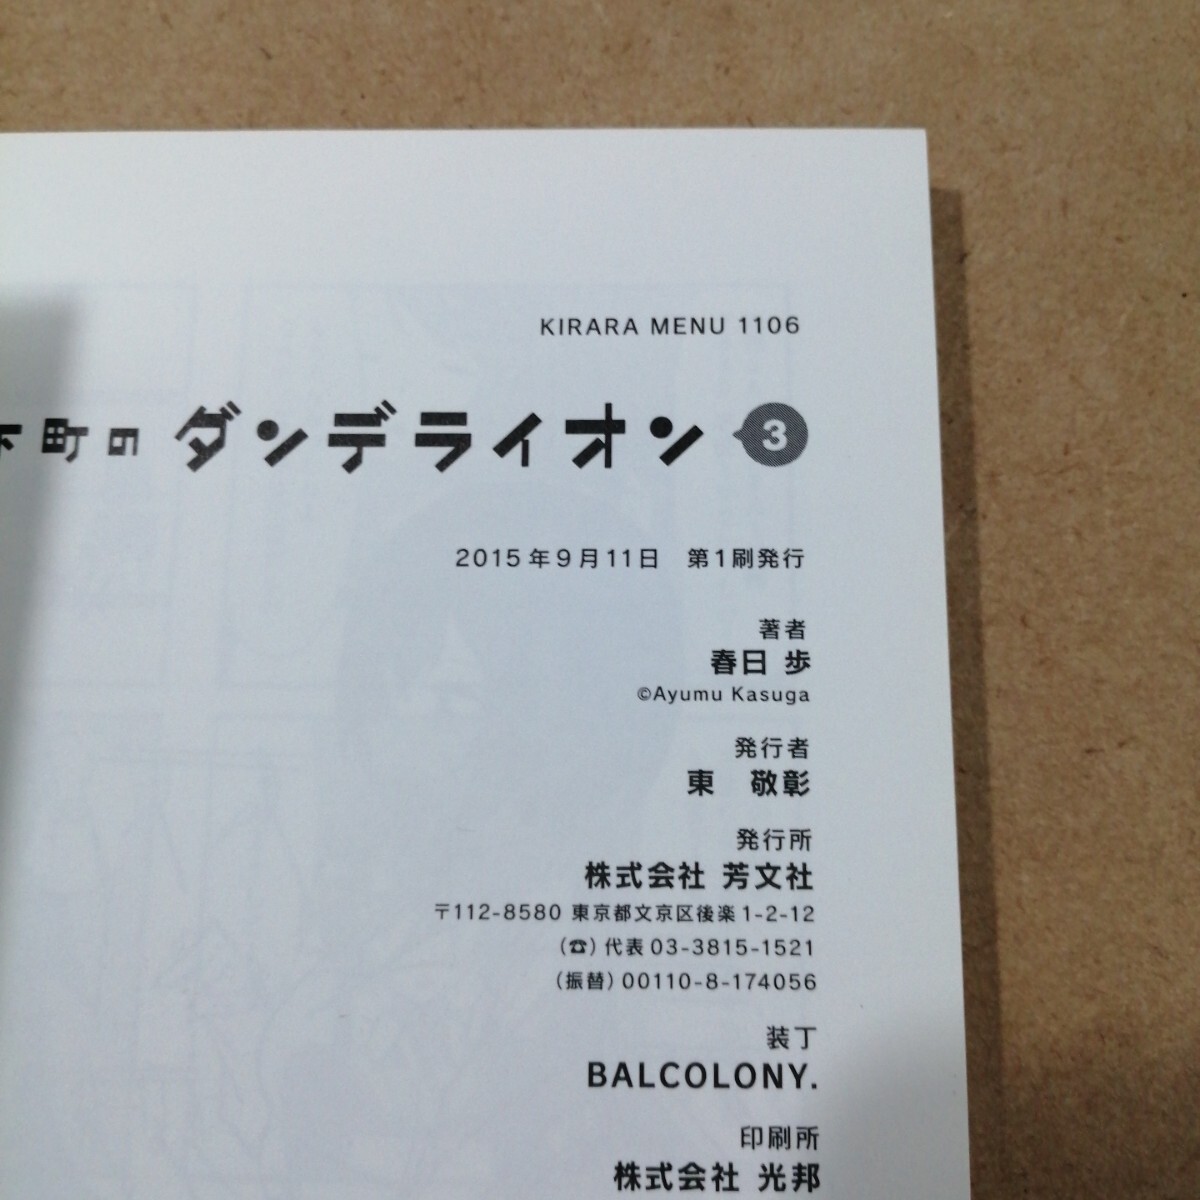 KIRARA MENU 1106
下町のダンデライオン 3
2015年9月11日 第1刷発行
著者
春日 歩
©Ayumu Kasuga
発行者
東 敬彰
発行所
株式会社 芳文社
〒112-8580 東京都文京区後楽1-2-12
(☎)代表 03-3815-1521
(振替) 00110-8-174056
装丁
BALCOLONY.
印刷所
株式会社 光邦